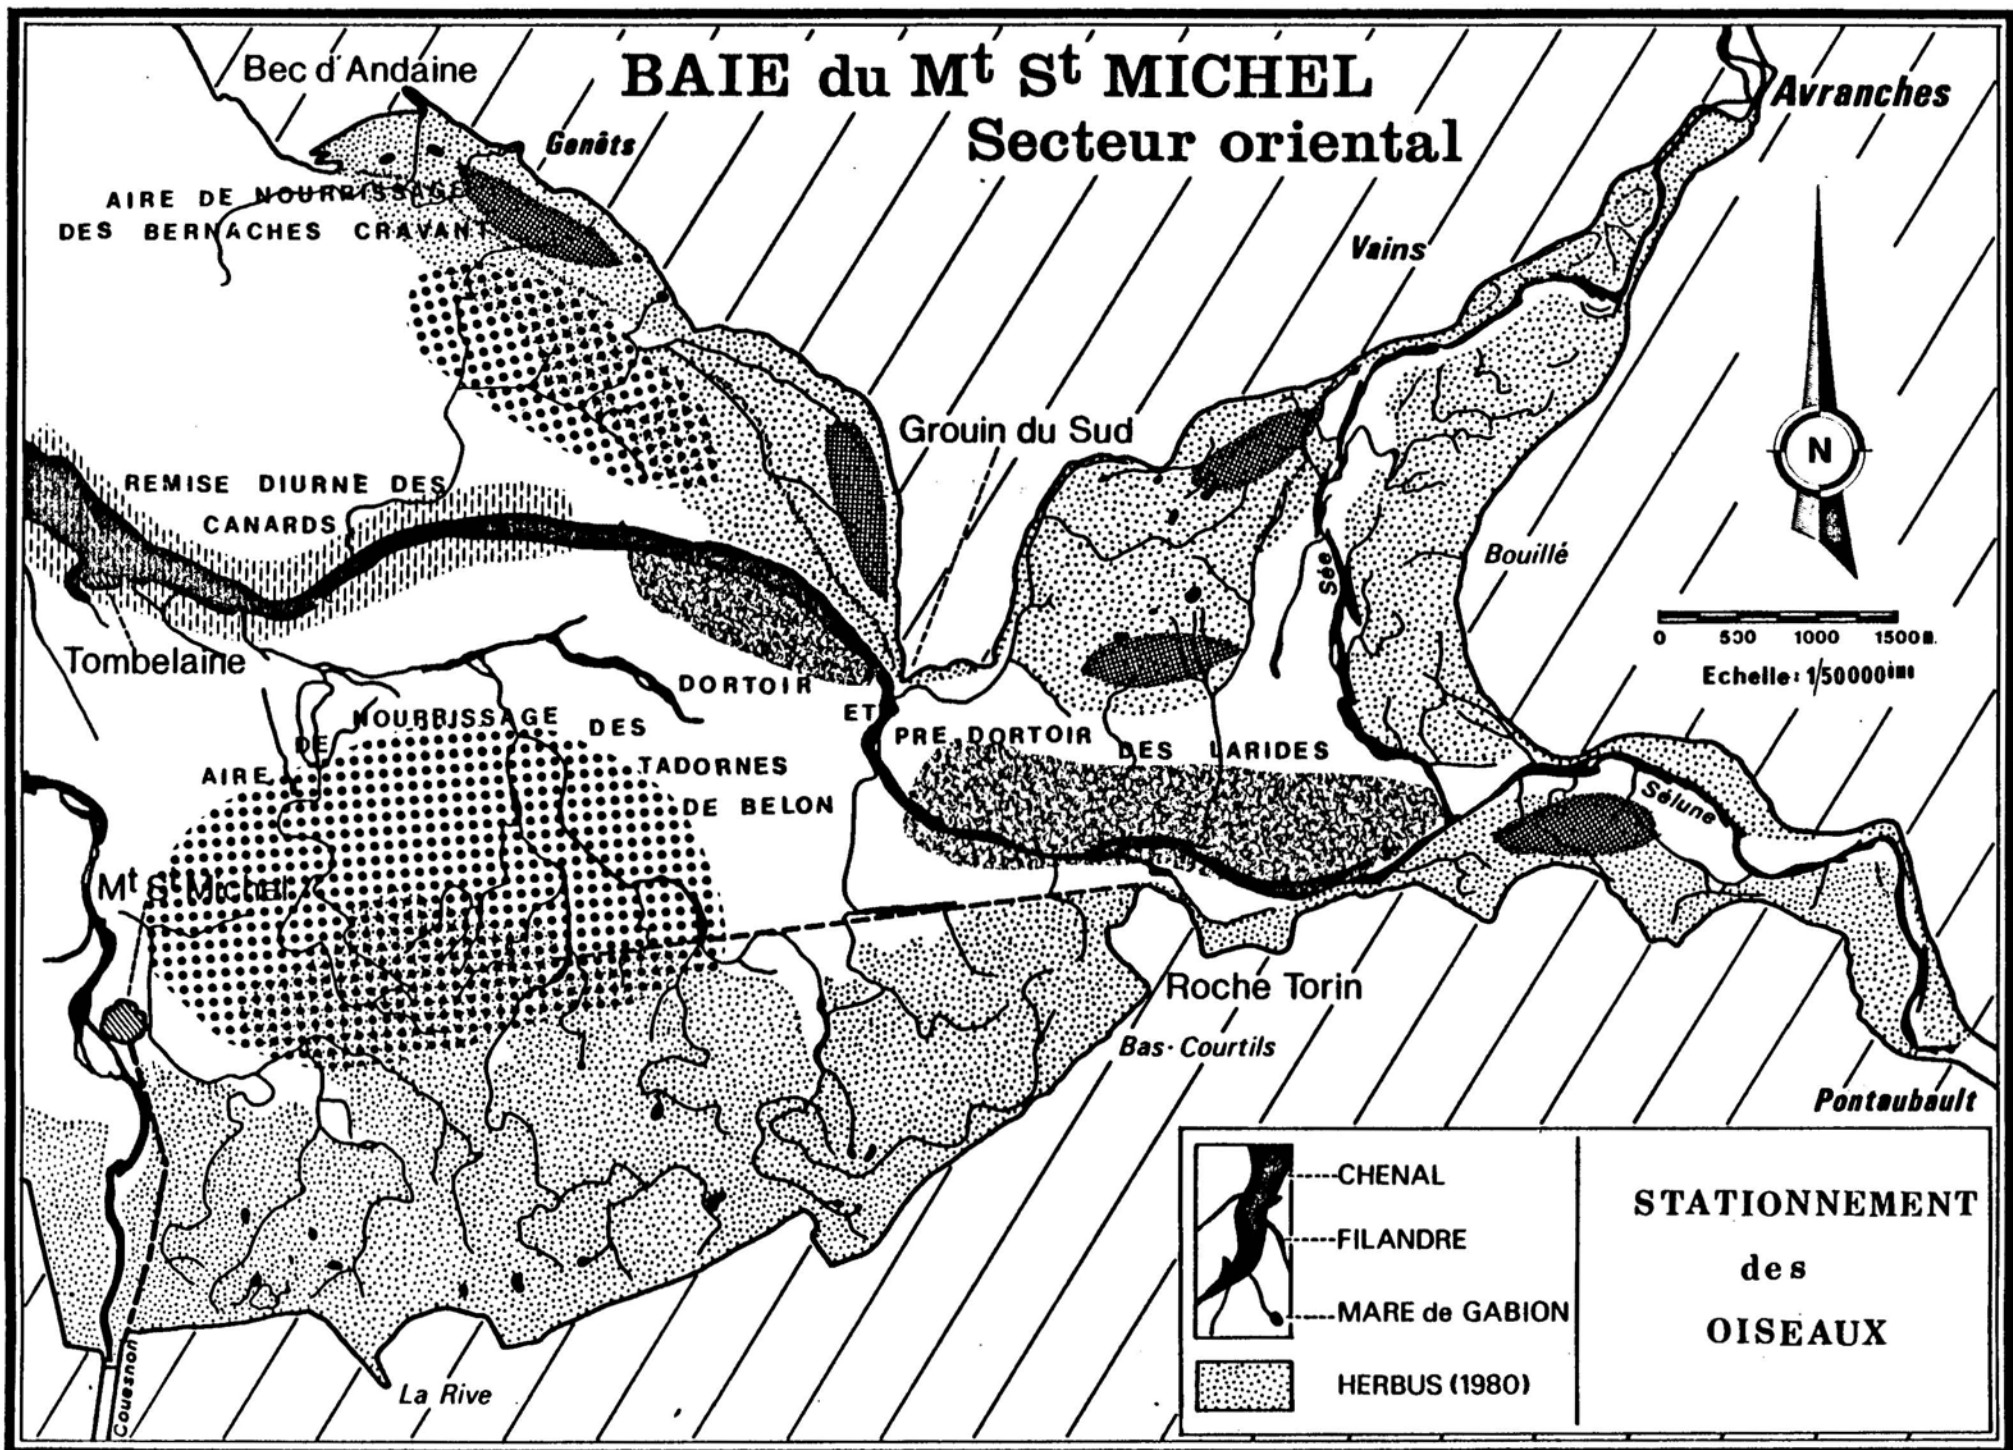 BAIE du Mt St MICHEL
Secteur oriental
Bec d'Andaine
Genêts
Avranches
AIRE DE NOURRISSAGE
DES BERNACHES CRAVANT
Vains
Grouin du Sud
N
REMISE DIURNE DES
CANARDS
Bouillé
Sée
0 500 1000 1500 m.
Echelle: 1/50000ième
Tombelaine
DORTOIR
ET
PRE DORTOIR
DES LARIDES
AIRE
DE
NOURRISSAGE
DES
TADORNES
DE BELON
Sélune
Mt St Michel
Roche Torin
Bas-Courtils
Pontaubault
La Rive
Couesnon
CHENAL
FILANDRE
MARE de GABION
HERBUS (1980)
STATIONNEMENT
des
OISEAUX